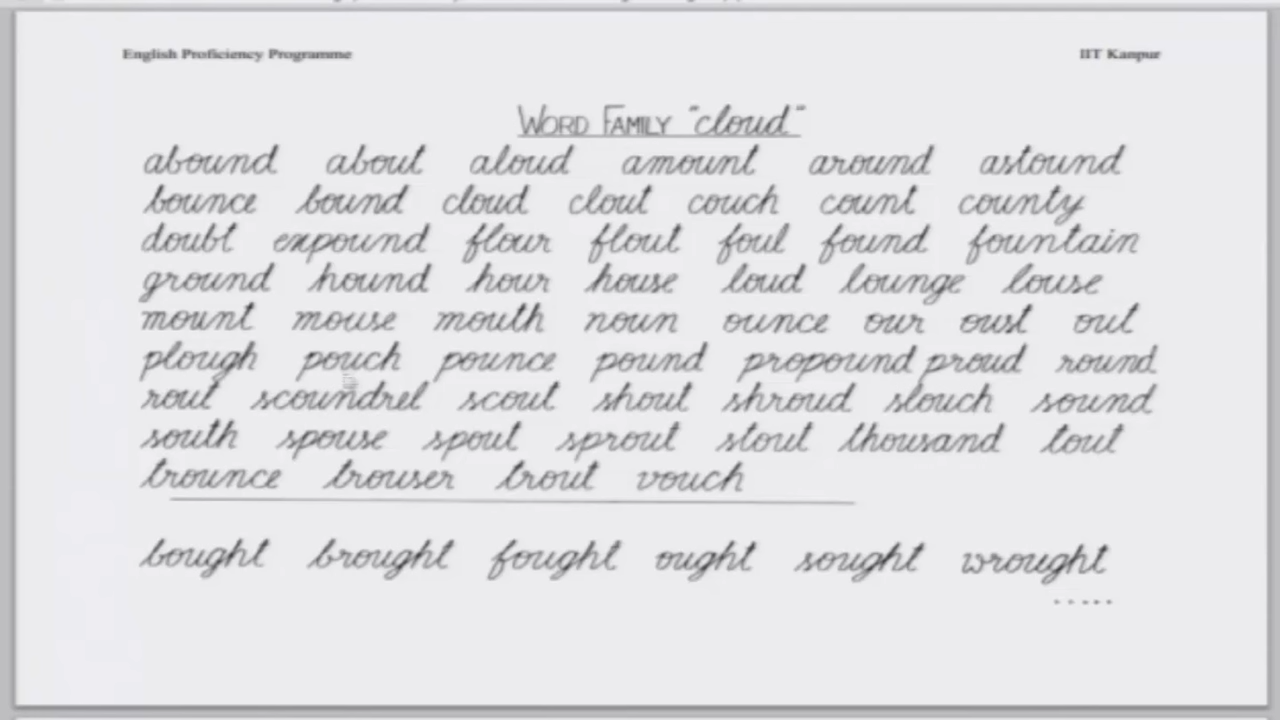 English Proficiency Programme IIT Kanpur
WORD FAMILY "cloud"
abound about aloud amount around astound
bounce bound cloud clout couch count county
doubt expound flour flout foul found fountain
ground hound hour house loud lounge louse
mount mouse mouth noun ounce our oust out
plough pouch pounce pound propound proud round
rout scoundrel scout shout shroud slouch sound
south spouse spout sprout stout thousand tout
trounce trouser trout vouch
bought brought fought ought sought wrought
.....